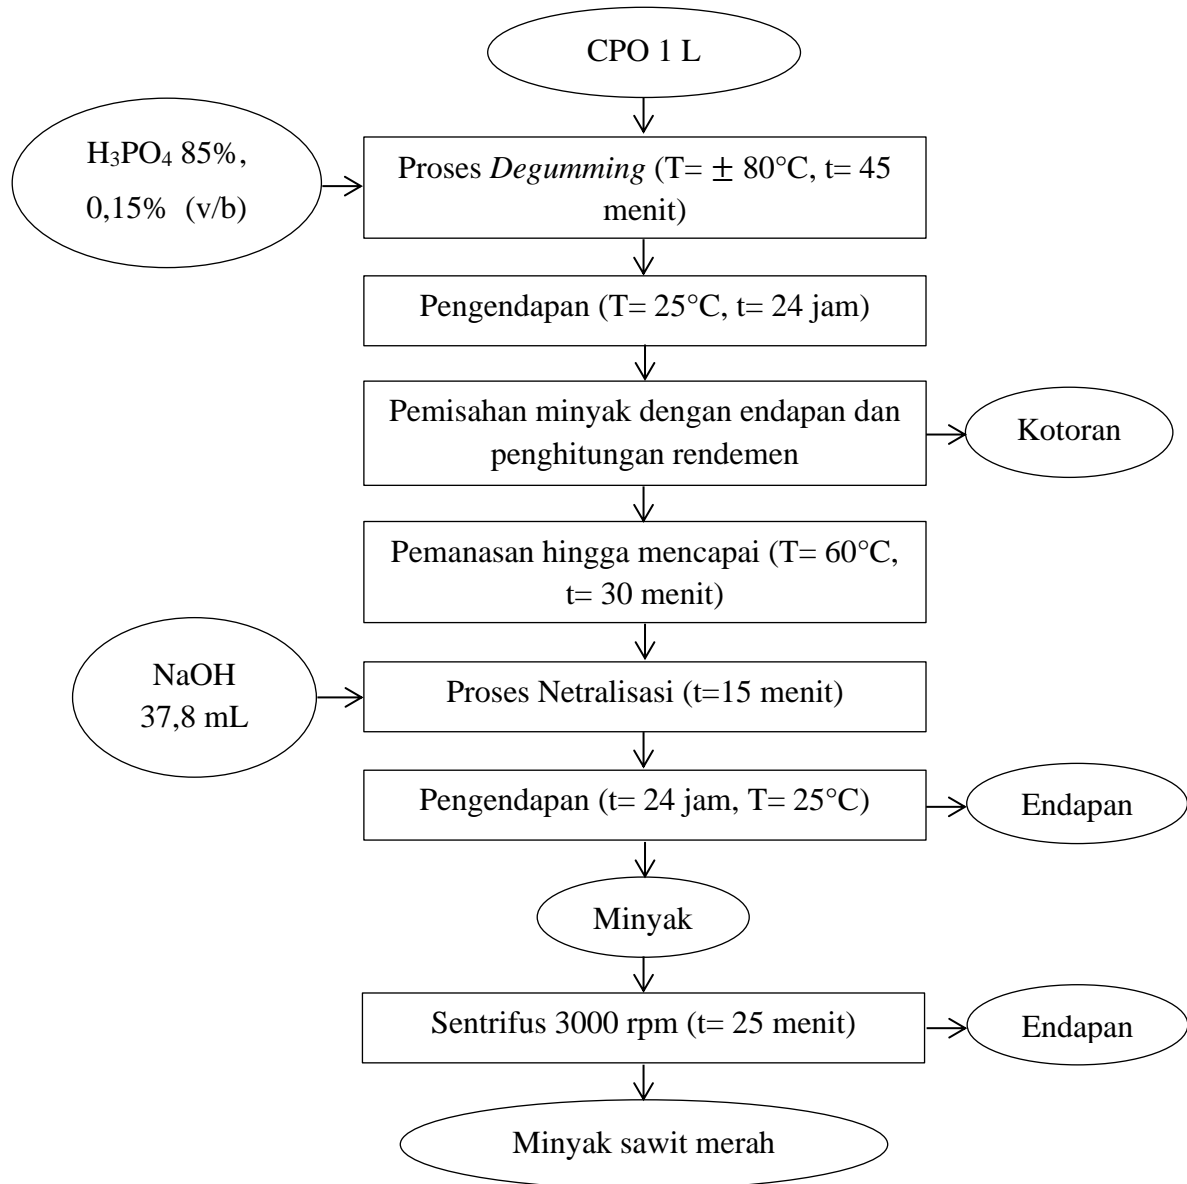 CPO 1 L
H₃PO₄ 85%,
0,15% (v/b)
Proses Degumming (T= ± 80°C, t= 45
menit)
Pengendapan (T= 25°C, t= 24 jam)
Pemisahan minyak dengan endapan dan
penghitungan rendemen
Kotoran
Pemanasan hingga mencapai (T= 60°C,
t= 30 menit)
NaOH
37,8 mL
Proses Netralisasi (t=15 menit)
Pengendapan (t= 24 jam, T= 25°C)
Endapan
Minyak
Sentrifus 3000 rpm (t= 25 menit)
Endapan
Minyak sawit merah